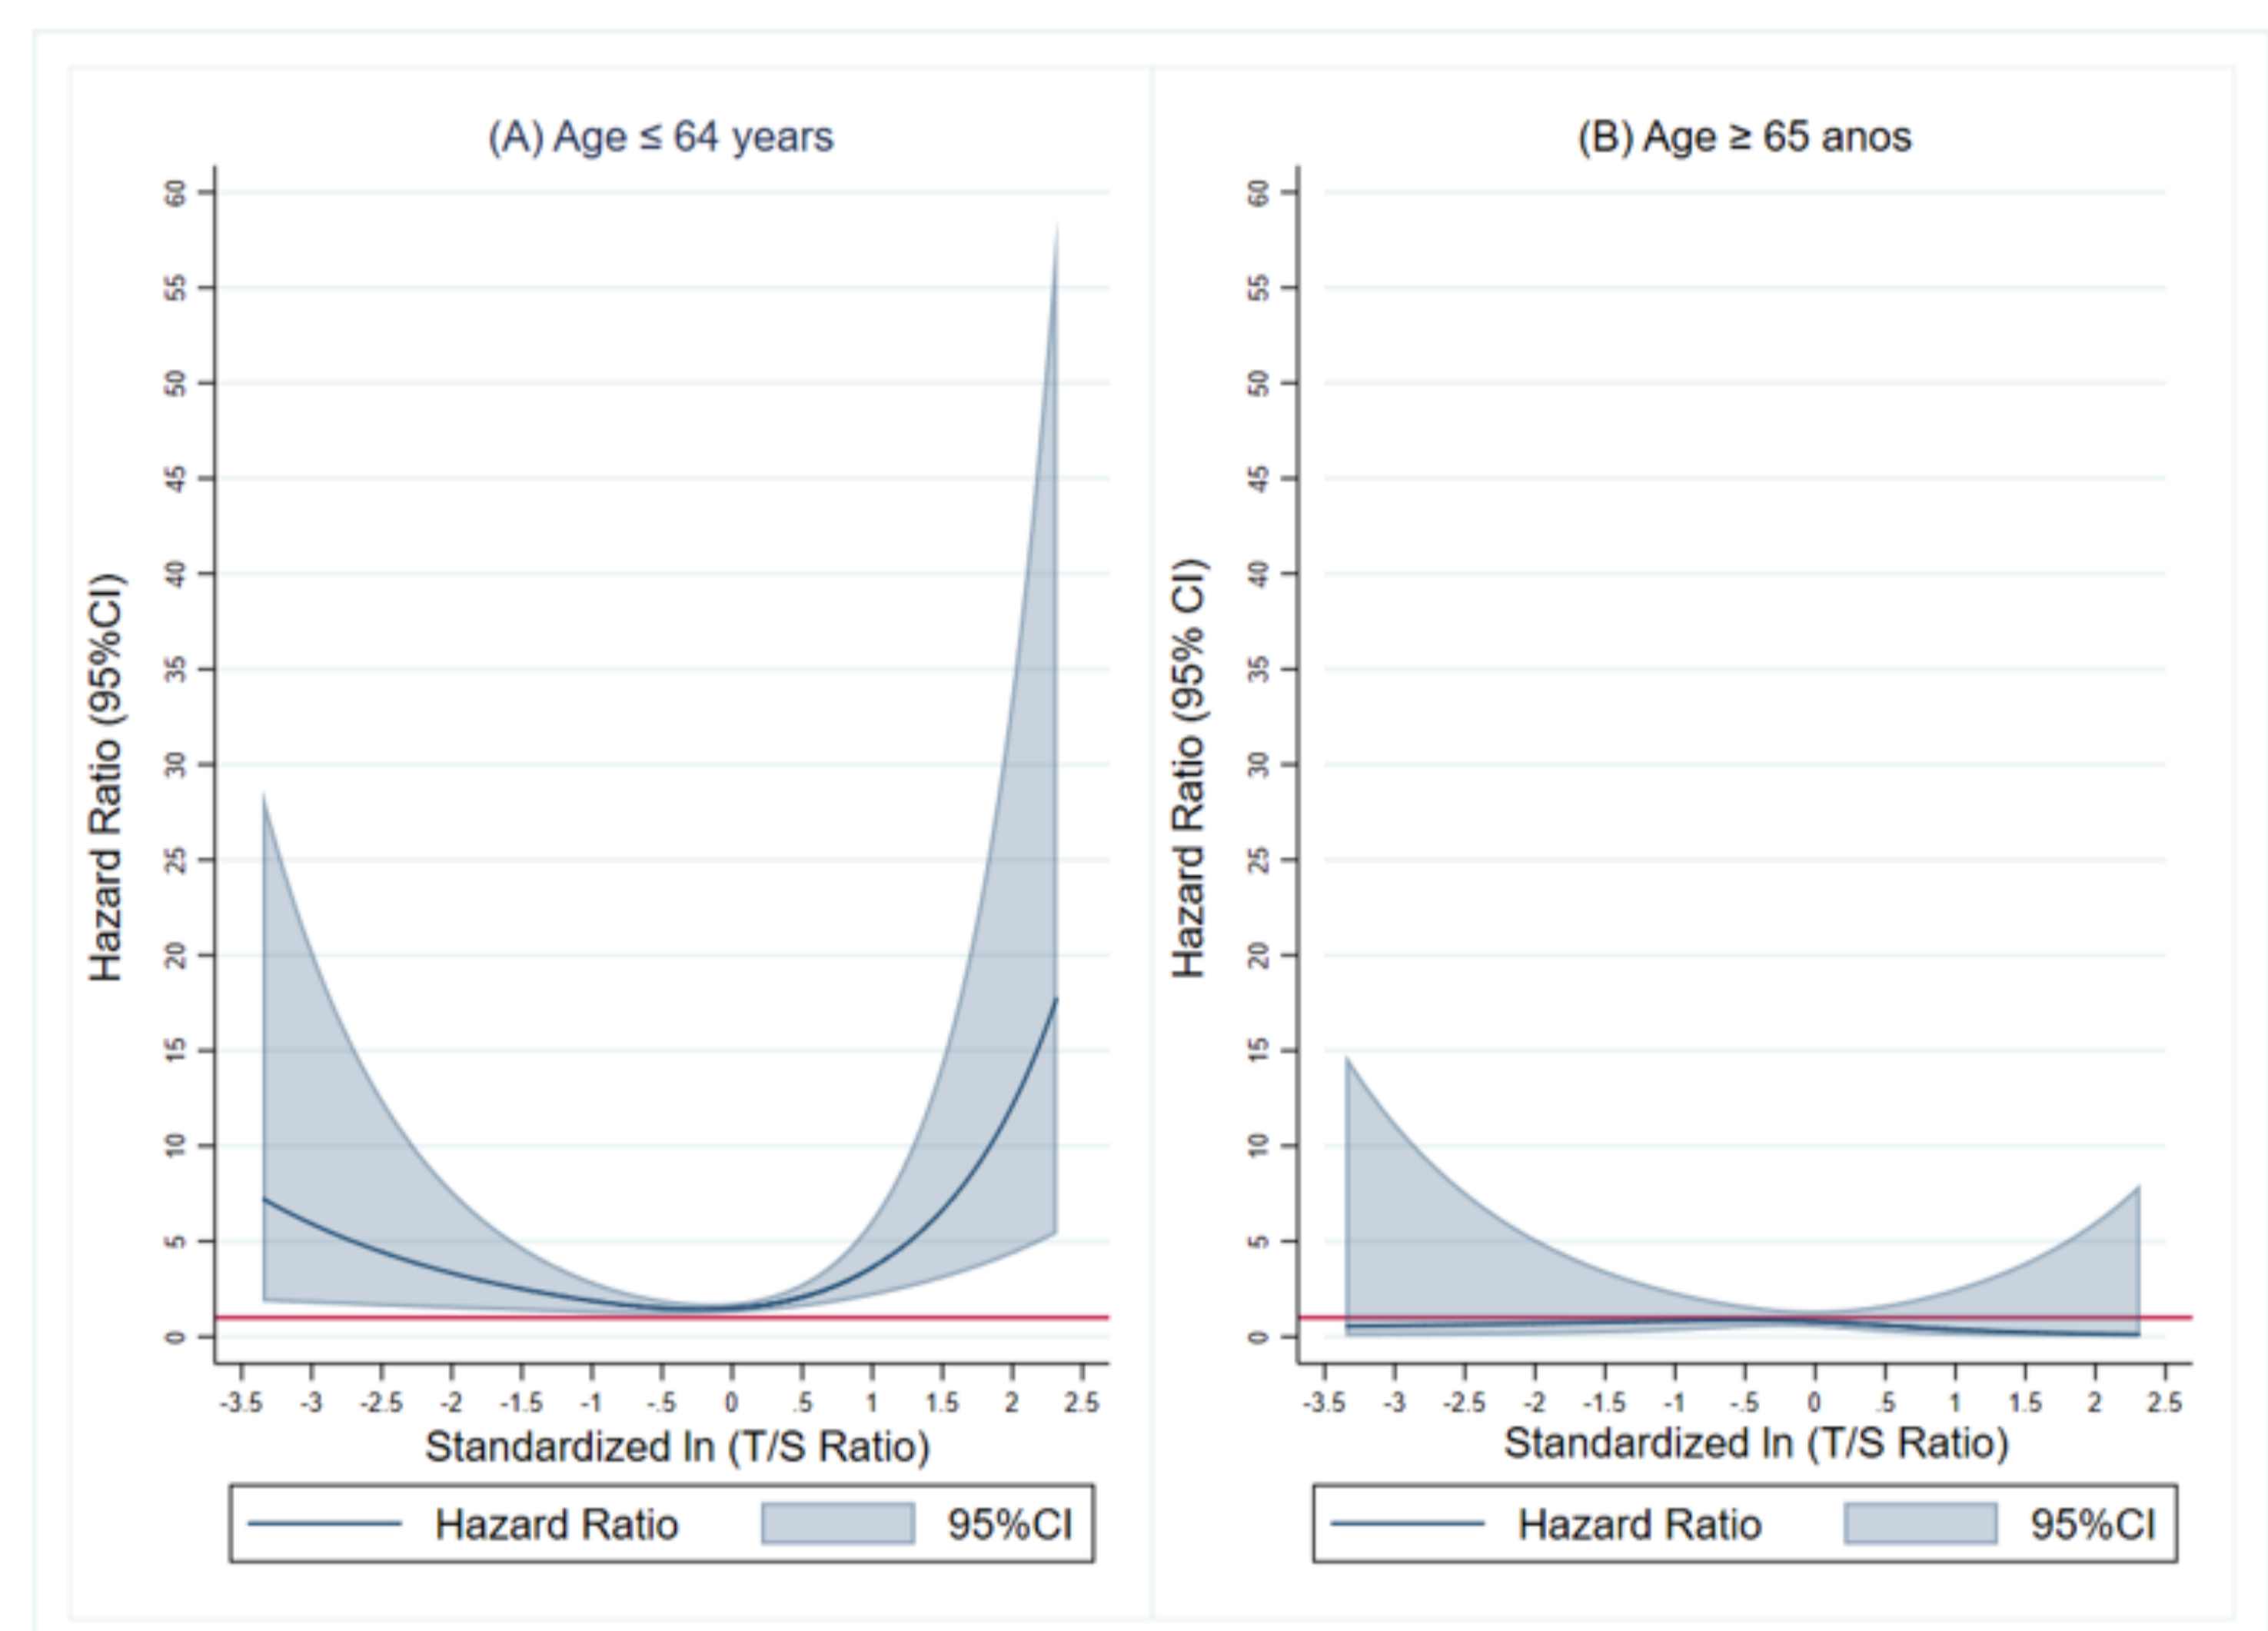 (A) Age ≤ 64 years
Hazard Ratio (95%CI)
60
55
50
45
40
35
30
25
20
15
10
5
0
-3.5 -3 -2.5 -2 -1.5 -1 -.5 0 .5 1 1.5 2 2.5
Standardized ln (T/S Ratio)
Hazard Ratio 95%CI
(B) Age ≥ 65 anos
Hazard Ratio (95% CI)
60
55
50
45
40
35
30
25
20
15
10
5
0
-3.5 -3 -2.5 -2 -1.5 -1 -.5 0 .5 1 1.5 2 2.5
Standardized ln (T/S Ratio)
Hazard Ratio 95%CI